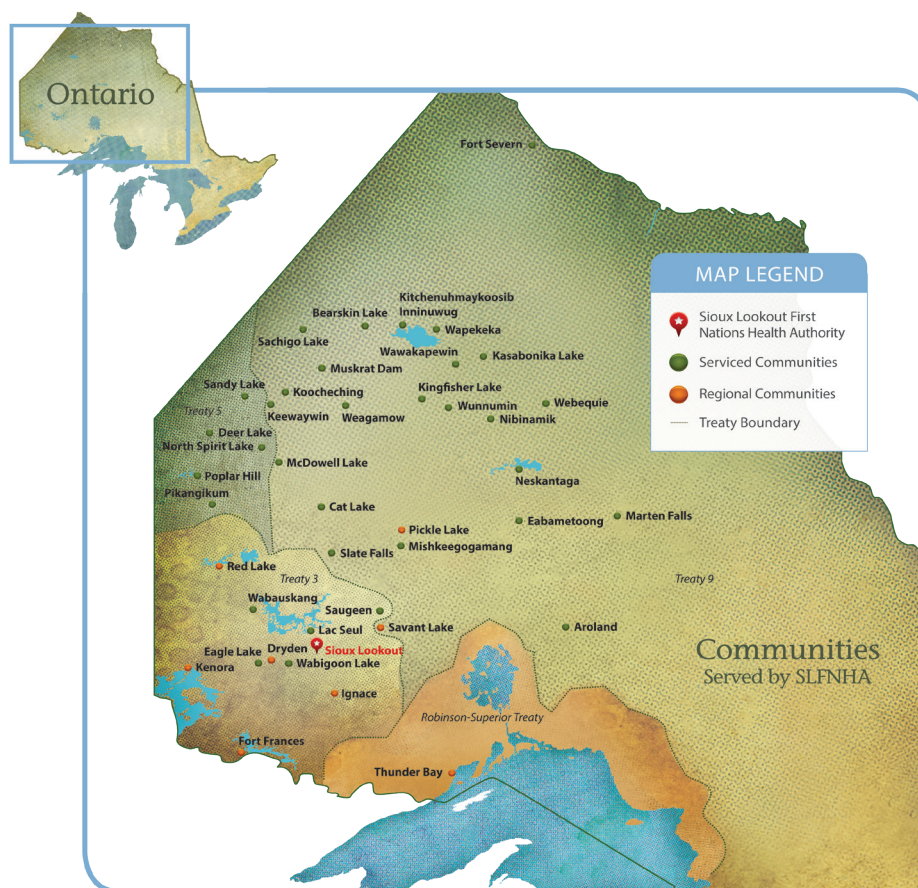 Ontario
Fort Severn
MAP LEGEND
Sioux Lookout First
Nations Health Authority
Serviced Communities
Regional Communities
Treaty Boundary
Kitchenuhmaykoosib
Inninuwug
Bearskin Lake
Wapekeka
Sachigo Lake
Wawakapewin
Kasabonika Lake
Muskrat Dam
Sandy Lake
Koocheching
Kingfisher Lake
Treaty 5
Keewaywin
Weagamow
Wunnumin
Webequie
Nibinamik
Deer Lake
North Spirit Lake
McDowell Lake
Poplar Hill
Neskantaga
Pikangikum
Cat Lake
Eabametoong
Marten Falls
Pickle Lake
Mishkeegogamang
Slate Falls
Red Lake
Treaty 3
Treaty 9
Wabauskang
Saugeen
Lac Seul
Savant Lake
Aroland
Eagle Lake
Dryden
Sioux Lookout
Kenora
Wabigoon Lake
Communities
Served by SLFNHA
Ignace
Robinson-Superior Treaty
Fort Frances
Thunder Bay